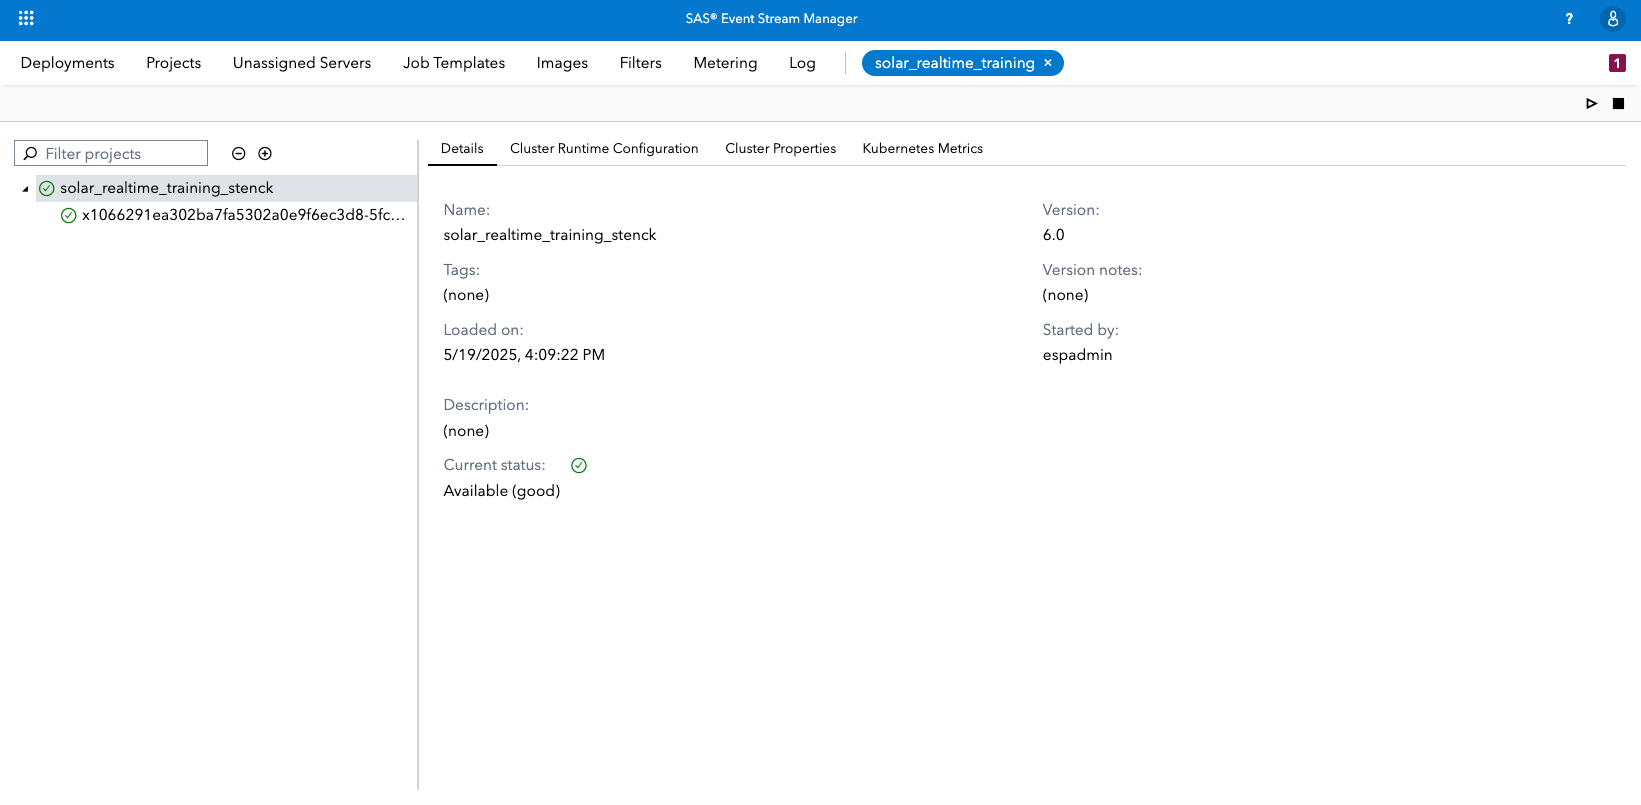 SAS® Event Stream Manager
?
Deployments Projects Unassigned Servers Job Templates Images Filters Metering Log solar_realtime_training × 1
Filter projects
solar_realtime_training_stenck
x1066291ea302ba7fa5302a0e9f6ec3d8-5fc...
Details Cluster Runtime Configuration Cluster Properties Kubernetes Metrics
Name:
solar_realtime_training_stenck
Tags:
(none)
Loaded on:
5/19/2025, 4:09:22 PM
Description:
(none)
Current status:
Available (good)
Version:
6.0
Version notes:
(none)
Started by:
espadmin